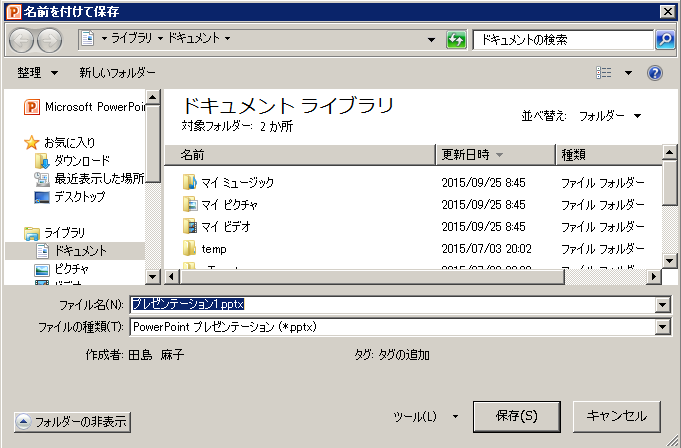 名前を付けて保存
ライブラリ ドキュメント
ドキュメントの検索
整理 新しいフォルダー
Microsoft PowerPoin
お気に入り
ダウンロード
最近表示した場所
デスクトップ
ライブラリ
ドキュメント
ピクチャ
ドキュメント ライブラリ
対象フォルダー: 2 か所
並べ替え: フォルダー
名前 更新日時 種類
マイ ミュージック 2015/09/25 8:45 ファイル フォルダー
マイ ピクチャ 2015/09/25 8:45 ファイル フォルダー
マイ ビデオ 2015/09/25 8:45 ファイル フォルダー
temp 2015/07/03 20:02 ファイル フォルダー
ファイル名(N): プレゼンテーション1.pptx
ファイルの種類(T): PowerPoint プレゼンテーション (*.pptx)
作成者: 田島 麻子 タグ: タグの追加
フォルダーの非表示 ツール(L) 保存(S) キャンセル